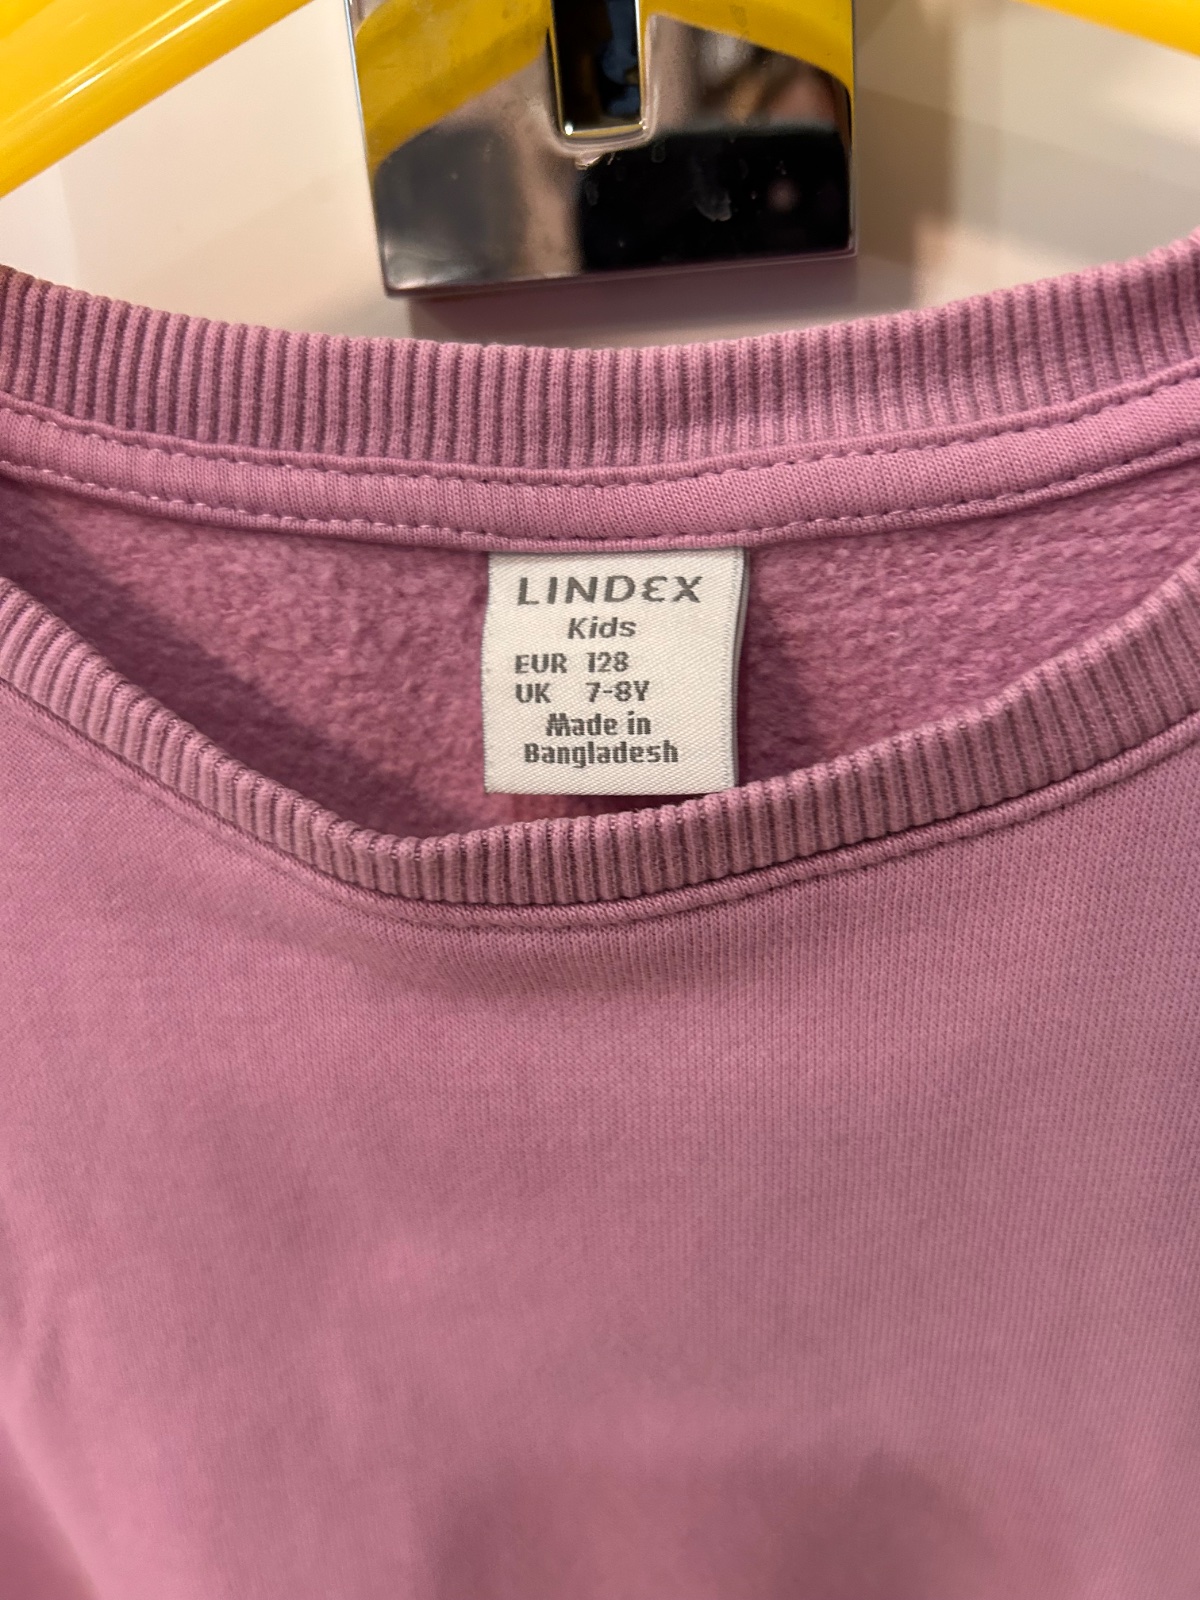 LINDEX
Kids
EUR 128
UK 7-8Y
Made in
Bangladesh